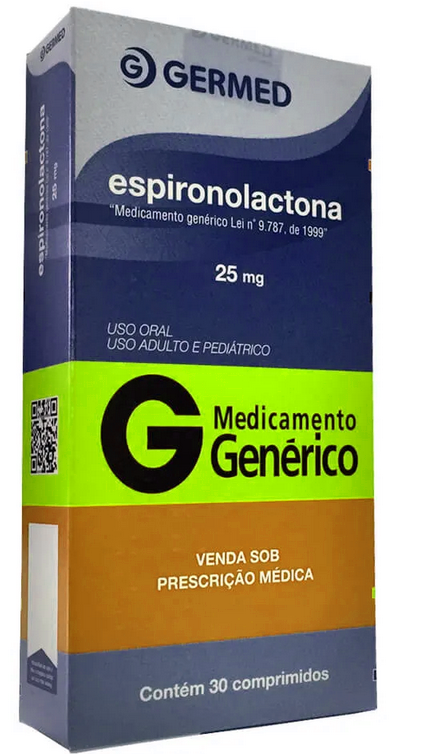 GERMED
GERMED
espironolactona
25 mg
espironolactona
"Medicamento genérico Lei nº 9.787, de 1999"
25 mg
USO ORAL
USO ADULTO E PEDIÁTRICO
G Medicamento
Genérico
VENDA SOB
PRESCRIÇÃO MÉDICA
Contém 30 comprimidos